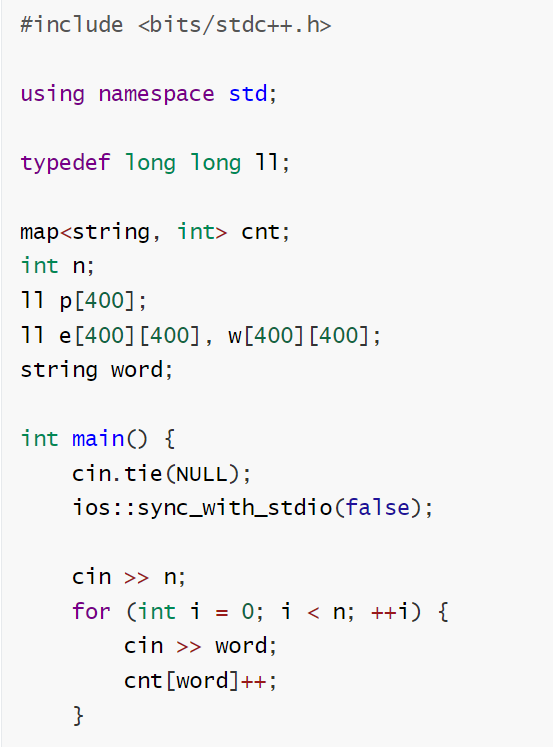 #include <bits/stdc++.h>
using namespace std;
typedef long long ll;
map<string, int> cnt;
int n;
ll p[400];
ll e[400][400], w[400][400];
string word;
int main() {
    cin.tie(NULL);
    ios::sync_with_stdio(false);
    cin >> n;
    for (int i = 0; i < n; ++i) {
        cin >> word;
        cnt[word]++;
    }